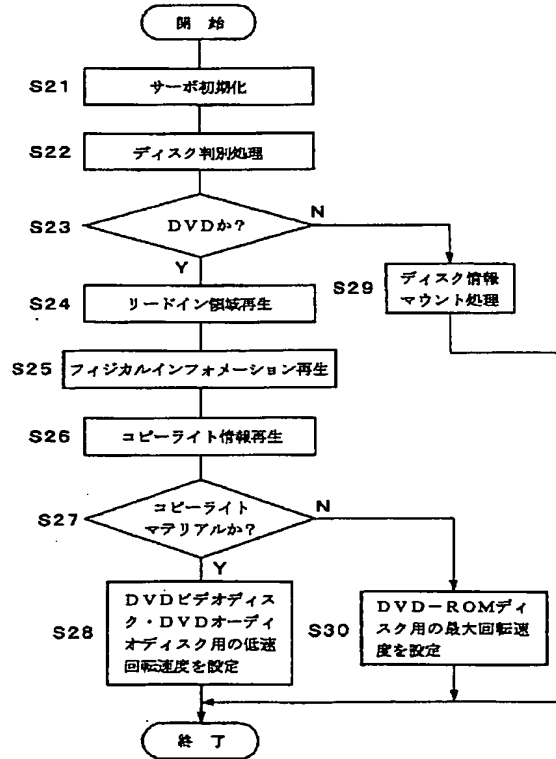 開 始
S21
サーボ初期化
S22
ディスク判別処理
S23
DVDか?
N
Y
S24
リードイン領域再生
S29
ディスク情報
マウント処理
S25
フィジカルインフォメーション再生
S26
コピーライト情報再生
S27
コピーライト
マテリアルか?
N
Y
S28
DVDビデオディス
ク・DVDオーディ
オディスク用の低速
回転速度を設定
S30
DVD-ROMディ
スク用の最大回転速
度を設定
終 了